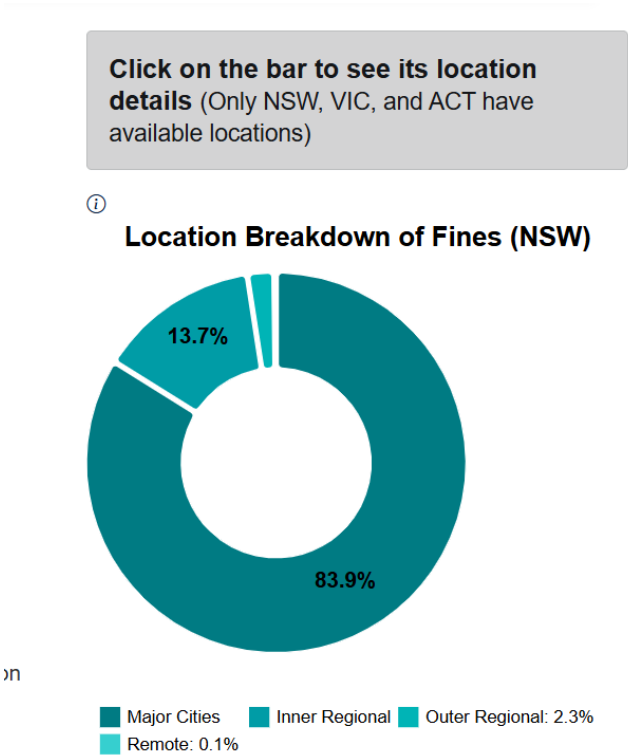 Click on the bar to see its location
details (Only NSW, VIC, and ACT have
available locations)
i
Location Breakdown of Fines (NSW)
13.7%
83.9%
on
Major Cities Inner Regional Outer Regional: 2.3%
Remote: 0.1%